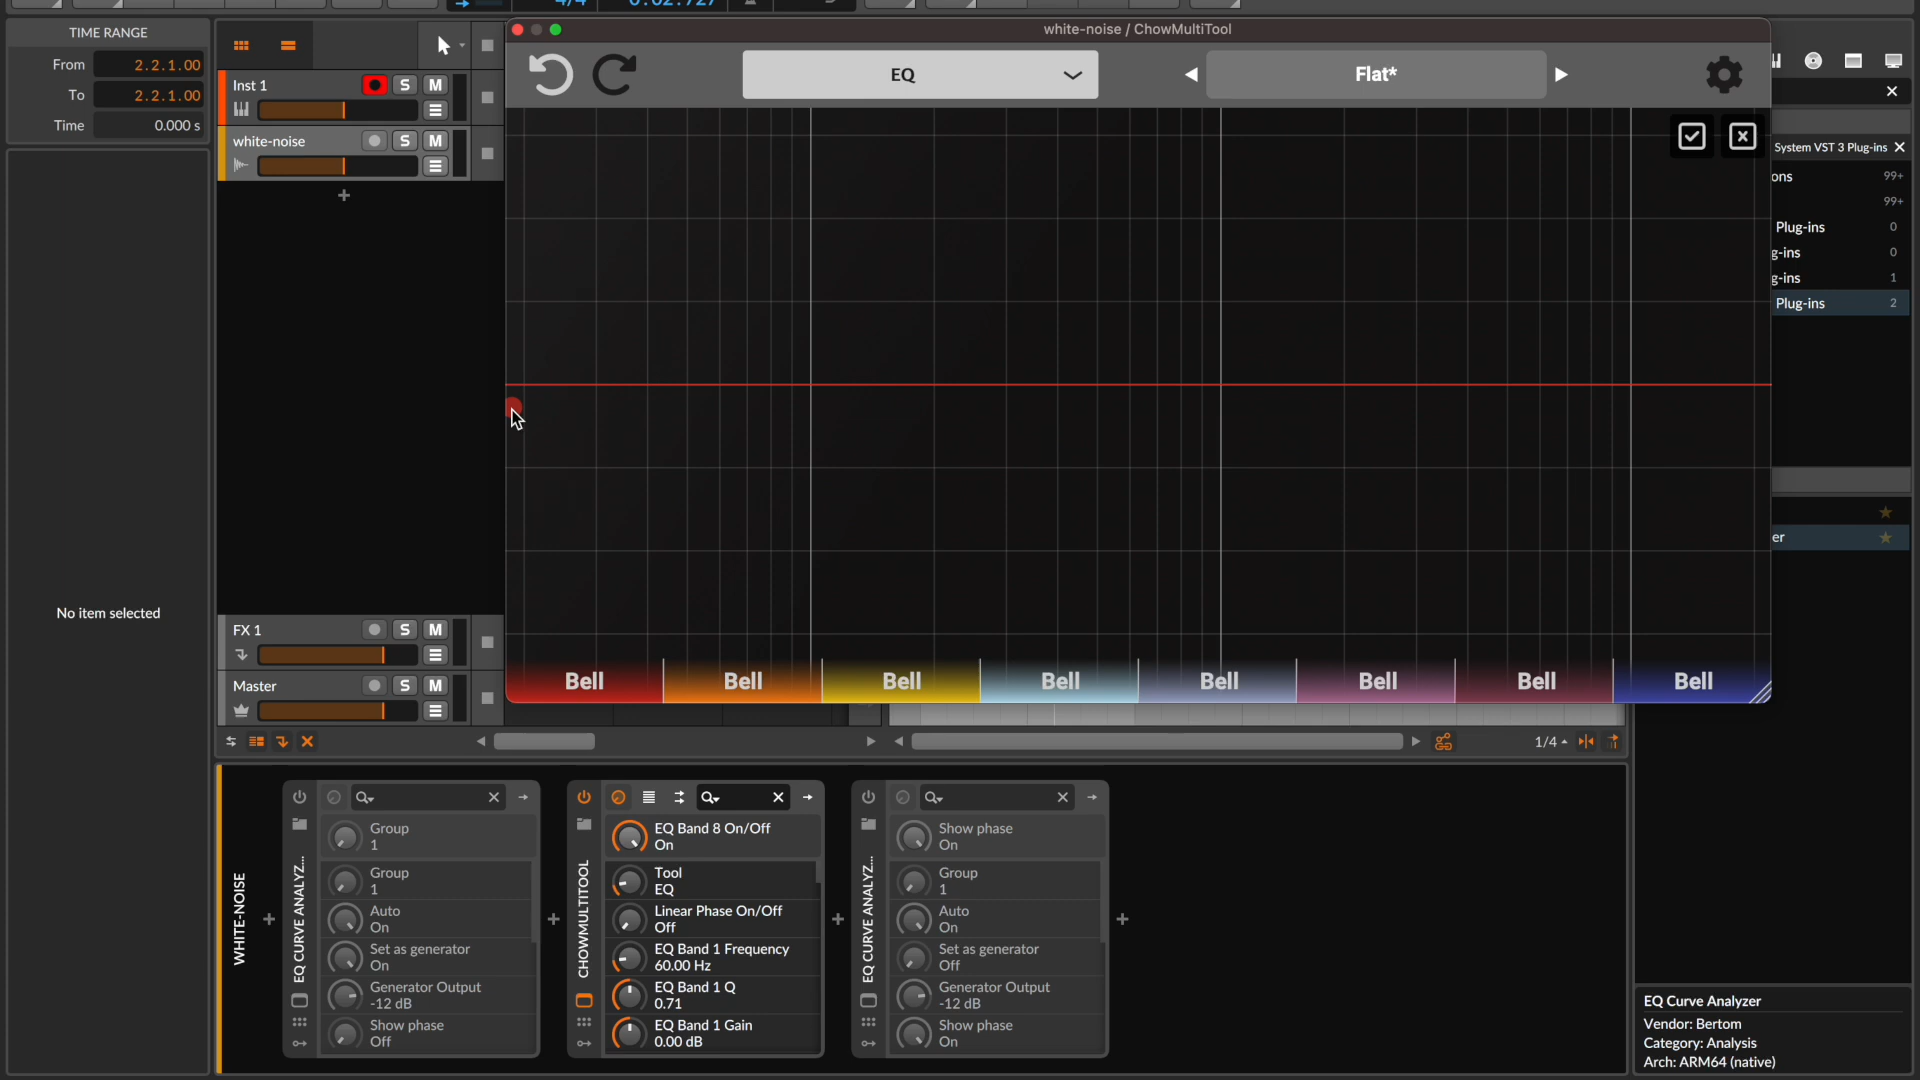 4/4
0:02.727
TIME RANGE
From 2.2.1.00
To 2.2.1.00
Time 0.000 s
No item selected
Inst 1 S M
white-noise S M
+
FX 1 S M
Master S M
white-noise / ChowMultiTool
EQ
Flat*
Bell Bell Bell Bell Bell Bell Bell Bell
System VST 3 Plug-ins
ons 99+
99+
Plug-ins 0
g-ins 0
g-ins 1
Plug-ins 2
er
1/4
WHITE-NOISE
EQ CURVE ANALYZ...
Group
1
Group
1
Auto
On
Set as generator
On
Generator Output
-12 dB
Show phase
Off
CHOWMULTITOOL
EQ Band 8 On/Off
On
Tool
EQ
Linear Phase On/Off
Off
EQ Band 1 Frequency
60.00 Hz
EQ Band 1 Q
0.71
EQ Band 1 Gain
0.00 dB
EQ CURVE ANALYZ...
Show phase
On
Group
1
Auto
On
Set as generator
Off
Generator Output
-12 dB
Show phase
On
EQ Curve Analyzer
Vendor: Bertom
Category: Analysis
Arch: ARM64 (native)